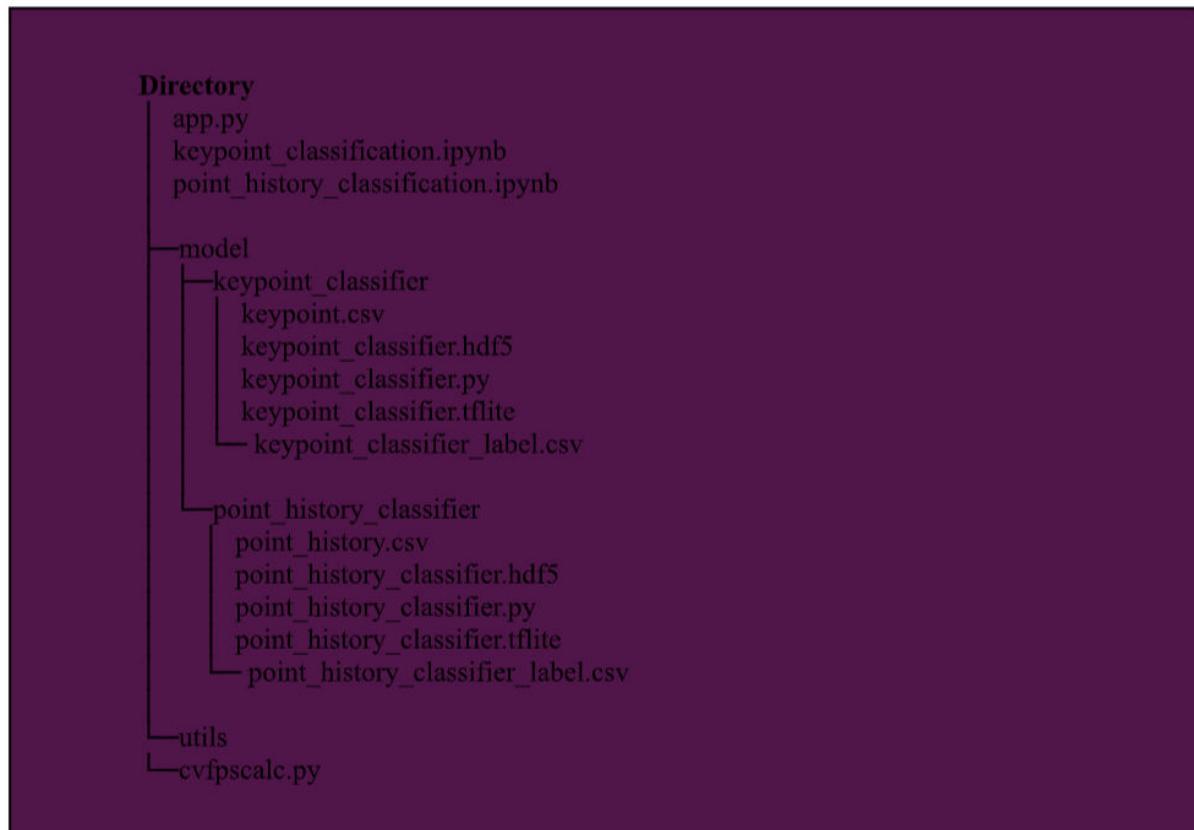 Directory
app.py
keypoint_classification.ipynb
point_history_classification.ipynb
model
keypoint_classifier
keypoint.csv
keypoint_classifier.hdf5
keypoint_classifier.py
keypoint_classifier.tflite
keypoint_classifier_label.csv
point_history_classifier
point_history.csv
point_history_classifier.hdf5
point_history_classifier.py
point_history_classifier.tflite
point_history_classifier_label.csv
utils
cvfpscalc.py